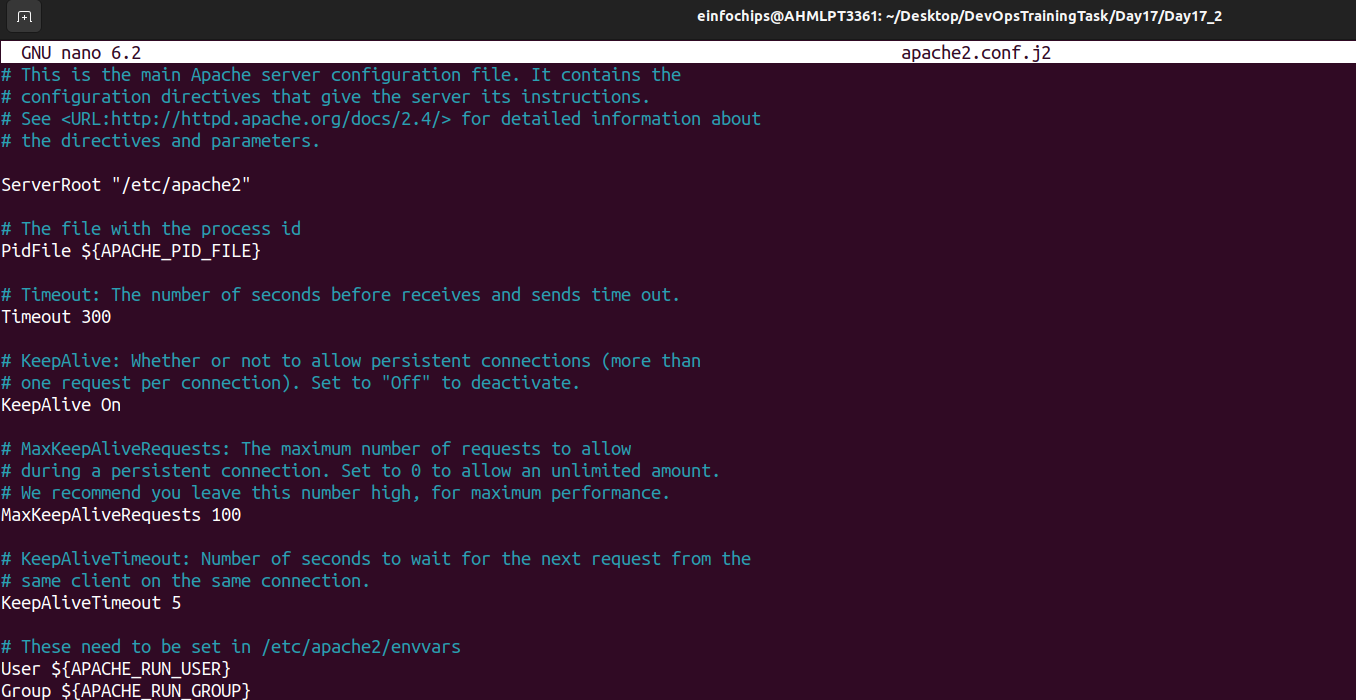 einfochips@AHMLPT3361: ~/Desktop/DevOpsTrainingTask/Day17/Day17_2
GNU nano 6.2 apache2.conf.j2
# This is the main Apache server configuration file. It contains the
# configuration directives that give the server its instructions.
# See <URL:http://httpd.apache.org/docs/2.4/> for detailed information about
# the directives and parameters.
ServerRoot "/etc/apache2"
# The file with the process id
PidFile ${APACHE_PID_FILE}
# Timeout: The number of seconds before receives and sends time out.
Timeout 300
# KeepAlive: Whether or not to allow persistent connections (more than
# one request per connection). Set to "Off" to deactivate.
KeepAlive On
# MaxKeepAliveRequests: The maximum number of requests to allow
# during a persistent connection. Set to 0 to allow an unlimited amount.
# We recommend you leave this number high, for maximum performance.
MaxKeepAliveRequests 100
# KeepAliveTimeout: Number of seconds to wait for the next request from the
# same client on the same connection.
KeepAliveTimeout 5
# These need to be set in /etc/apache2/envvars
User ${APACHE_RUN_USER}
Group ${APACHE_RUN_GROUP}